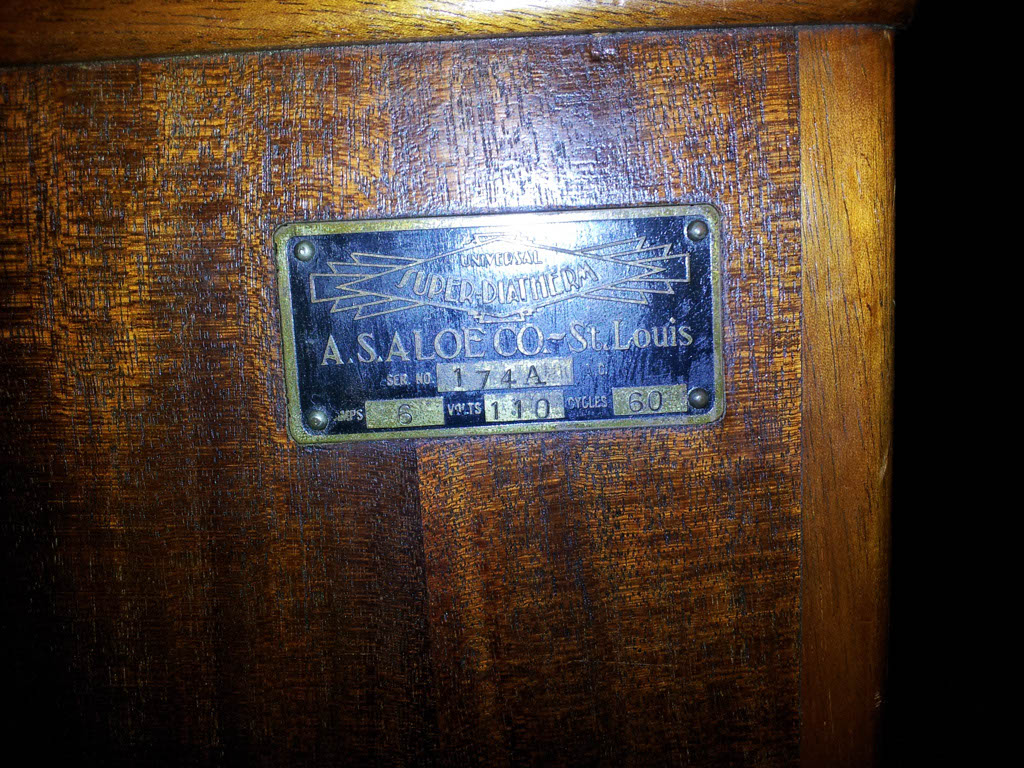 UNIVERSAL
SUPER-DIATHERM
A. S. ALOE CO.-St. Louis
SER. NO. 174A
AMPS 6 VOLTS 110 CYCLES 60